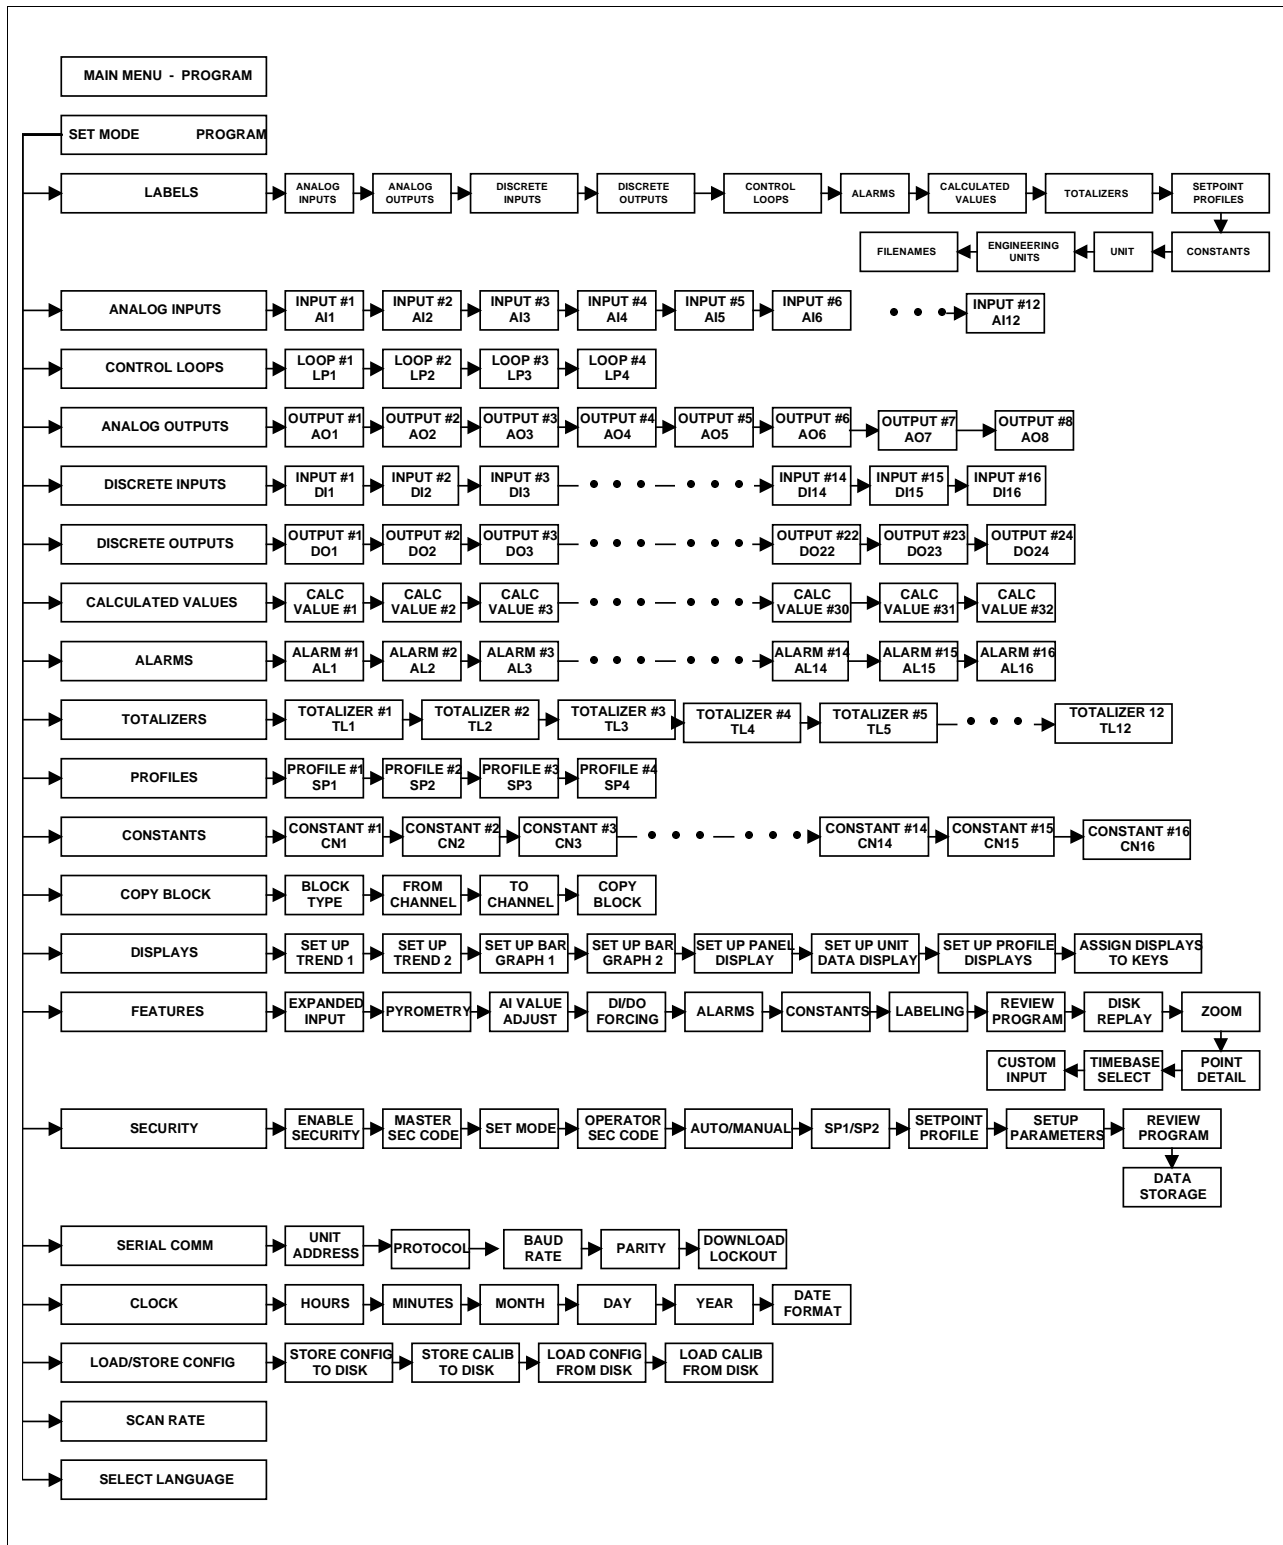 MAIN MENU - PROGRAM
SET MODE PROGRAM
LABELS
ANALOG
INPUTS
ANALOG
OUTPUTS
DISCRETE
INPUTS
DISCRETE
OUTPUTS
CONTROL
LOOPS
ALARMS
CALCULATED
VALUES
TOTALIZERS
SETPOINT
PROFILES
CONSTANTS
UNIT
ENGINEERING
UNITS
FILENAMES
ANALOG INPUTS
INPUT #1
AI1
INPUT #2
AI2
INPUT #3
AI3
INPUT #4
AI4
INPUT #5
AI5
INPUT #6
AI6
INPUT #12
AI12
CONTROL LOOPS
LOOP #1
LP1
LOOP #2
LP2
LOOP #3
LP3
LOOP #4
LP4
ANALOG OUTPUTS
OUTPUT #1
AO1
OUTPUT #2
AO2
OUTPUT #3
AO3
OUTPUT #4
AO4
OUTPUT #5
AO5
OUTPUT #6
AO6
OUTPUT #7
AO7
OUTPUT #8
AO8
DISCRETE INPUTS
INPUT #1
DI1
INPUT #2
DI2
INPUT #3
DI3
INPUT #14
DI14
INPUT #15
DI15
INPUT #16
DI16
DISCRETE OUTPUTS
OUTPUT #1
DO1
OUTPUT #2
DO2
OUTPUT #3
DO3
OUTPUT #22
DO22
OUTPUT #23
DO23
OUTPUT #24
DO24
CALCULATED VALUES
CALC
VALUE #1
CALC
VALUE #2
CALC
VALUE #3
CALC
VALUE #30
CALC
VALUE #31
CALC
VALUE #32
ALARMS
ALARM #1
AL1
ALARM #2
AL2
ALARM #3
AL3
ALARM #14
AL14
ALARM #15
AL15
ALARM #16
AL16
TOTALIZERS
TOTALIZER #1
TL1
TOTALIZER #2
TL2
TOTALIZER #3
TL3
TOTALIZER #4
TL4
TOTALIZER #5
TL5
TOTALIZER 12
TL12
PROFILES
PROFILE #1
SP1
PROFILE #2
SP2
PROFILE #3
SP3
PROFILE #4
SP4
CONSTANTS
CONSTANT #1
CN1
CONSTANT #2
CN2
CONSTANT #3
CN3
CONSTANT #14
CN14
CONSTANT #15
CN15
CONSTANT #16
CN16
COPY BLOCK
BLOCK
TYPE
FROM
CHANNEL
TO
CHANNEL
COPY
BLOCK
DISPLAYS
SET UP
TREND 1
SET UP
TREND 2
SET UP BAR
GRAPH 1
SET UP BAR
GRAPH 2
SET UP PANEL
DISPLAY
SET UP UNIT
DATA DISPLAY
SET UP PROFILE
DISPLAYS
ASSIGN DISPLAYS
TO KEYS
FEATURES
EXPANDED
INPUT
PYROMETRY
AI VALUE
ADJUST
DI/DO
FORCING
ALARMS
CONSTANTS
LABELING
REVIEW
PROGRAM
DISK
REPLAY
ZOOM
POINT
DETAIL
TIMEBASE
SELECT
CUSTOM
INPUT
SECURITY
ENABLE
SECURITY
MASTER
SEC CODE
SET MODE
OPERATOR
SEC CODE
AUTO/MANUAL
SP1/SP2
SETPOINT
PROFILE
SETUP
PARAMETERS
REVIEW
PROGRAM
DATA
STORAGE
SERIAL COMM
UNIT
ADDRESS
PROTOCOL
BAUD
RATE
PARITY
DOWNLOAD
LOCKOUT
CLOCK
HOURS
MINUTES
MONTH
DAY
YEAR
DATE
FORMAT
LOAD/STORE CONFIG
STORE CONFIG
TO DISK
STORE CALIB
TO DISK
LOAD CONFIG
FROM DISK
LOAD CALIB
FROM DISK
SCAN RATE
SELECT LANGUAGE